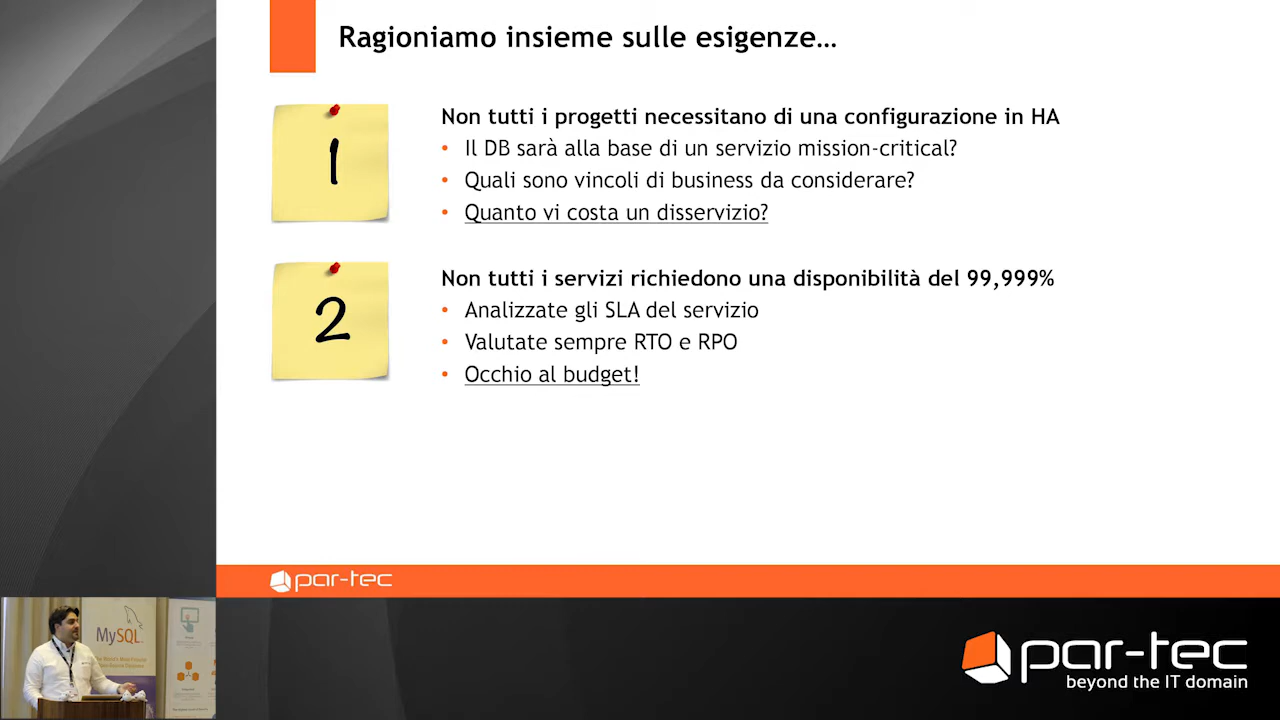 Ragioniamo insieme sulle esigenze...
1
Non tutti i progetti necessitano di una configurazione in HA
• Il DB sarà alla base di un servizio mission-critical?
• Quali sono vincoli di business da considerare?
• Quanto vi costa un disservizio?
2
Non tutti i servizi richiedono una disponibilità del 99,999%
• Analizzate gli SLA del servizio
• Valutate sempre RTO e RPO
• Occhio al budget!
par-tec
MySQL
par-tec
beyond the IT domain